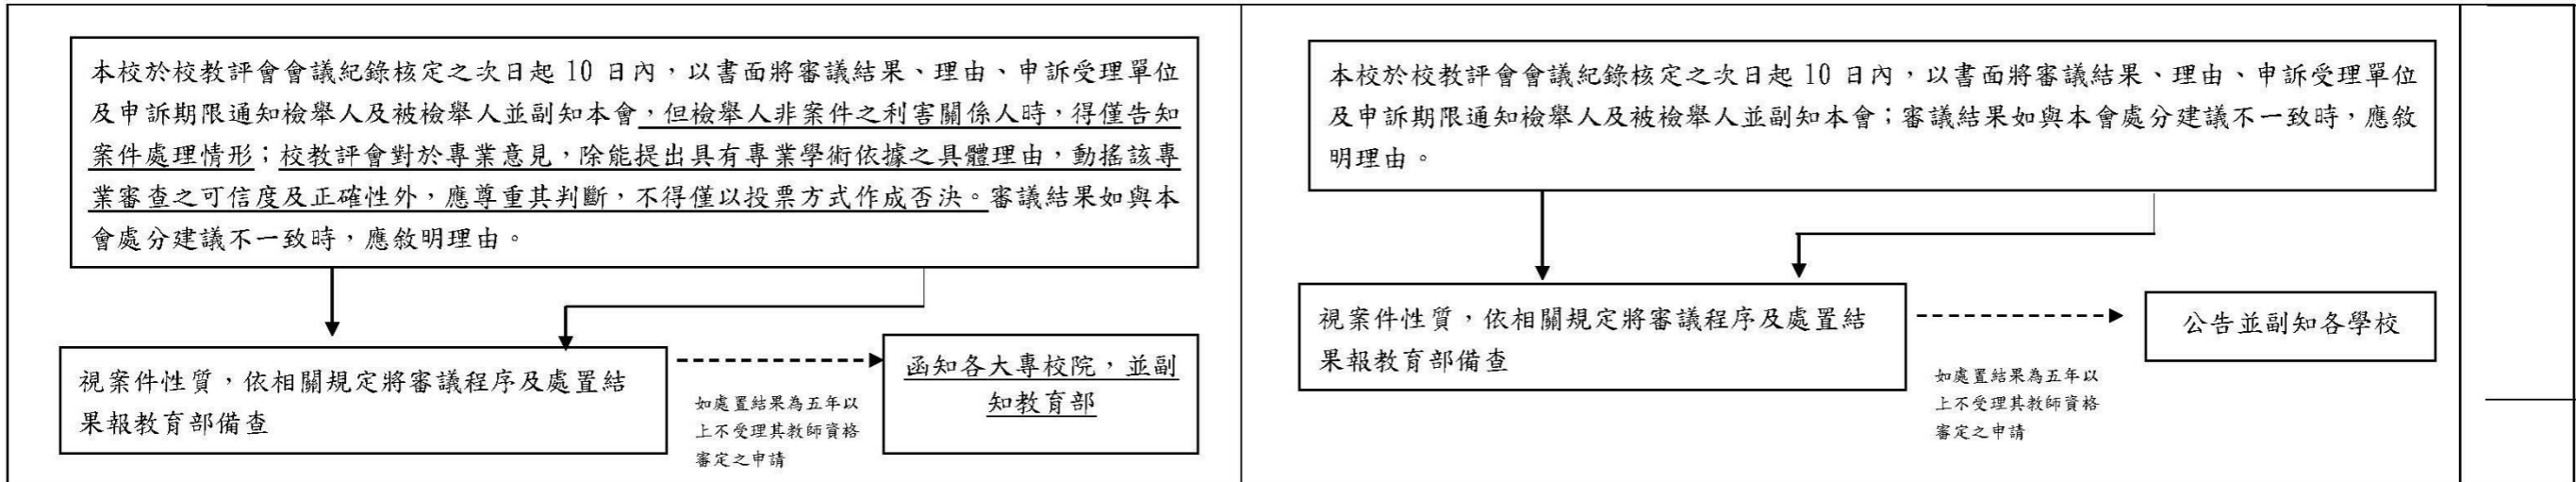 本校於校教評會會議紀錄核定之次日起 10 日內，以書面將審議結果、理由、申訴受理單位
及申訴期限通知檢舉人及被檢舉人並副知本會，但檢舉人非案件之利害關係人時，得僅告知
案件處理情形；校教評會對於專業意見，除能提出具有專業學術依據之具體理由，動搖該專
業審查之可信度及正確性外，應尊重其判斷，不得僅以投票方式作成否決。審議結果如與本
會處分建議不一致時，應敘明理由。
視案件性質，依相關規定將審議程序及處置結
果報教育部備查
如處置結果為五年以
上不受理其教師資格
審定之申請
函知各大專校院，並副
知教育部
本校於校教評會會議紀錄核定之次日起 10 日內，以書面將審議結果、理由、申訴受理單位
及申訴期限通知檢舉人及被檢舉人並副知本會；審議結果如與本會處分建議不一致時，應敘
明理由。
視案件性質，依相關規定將審議程序及處置結
果報教育部備查
如處置結果為五年以
上不受理其教師資格
審定之申請
公告並副知各學校